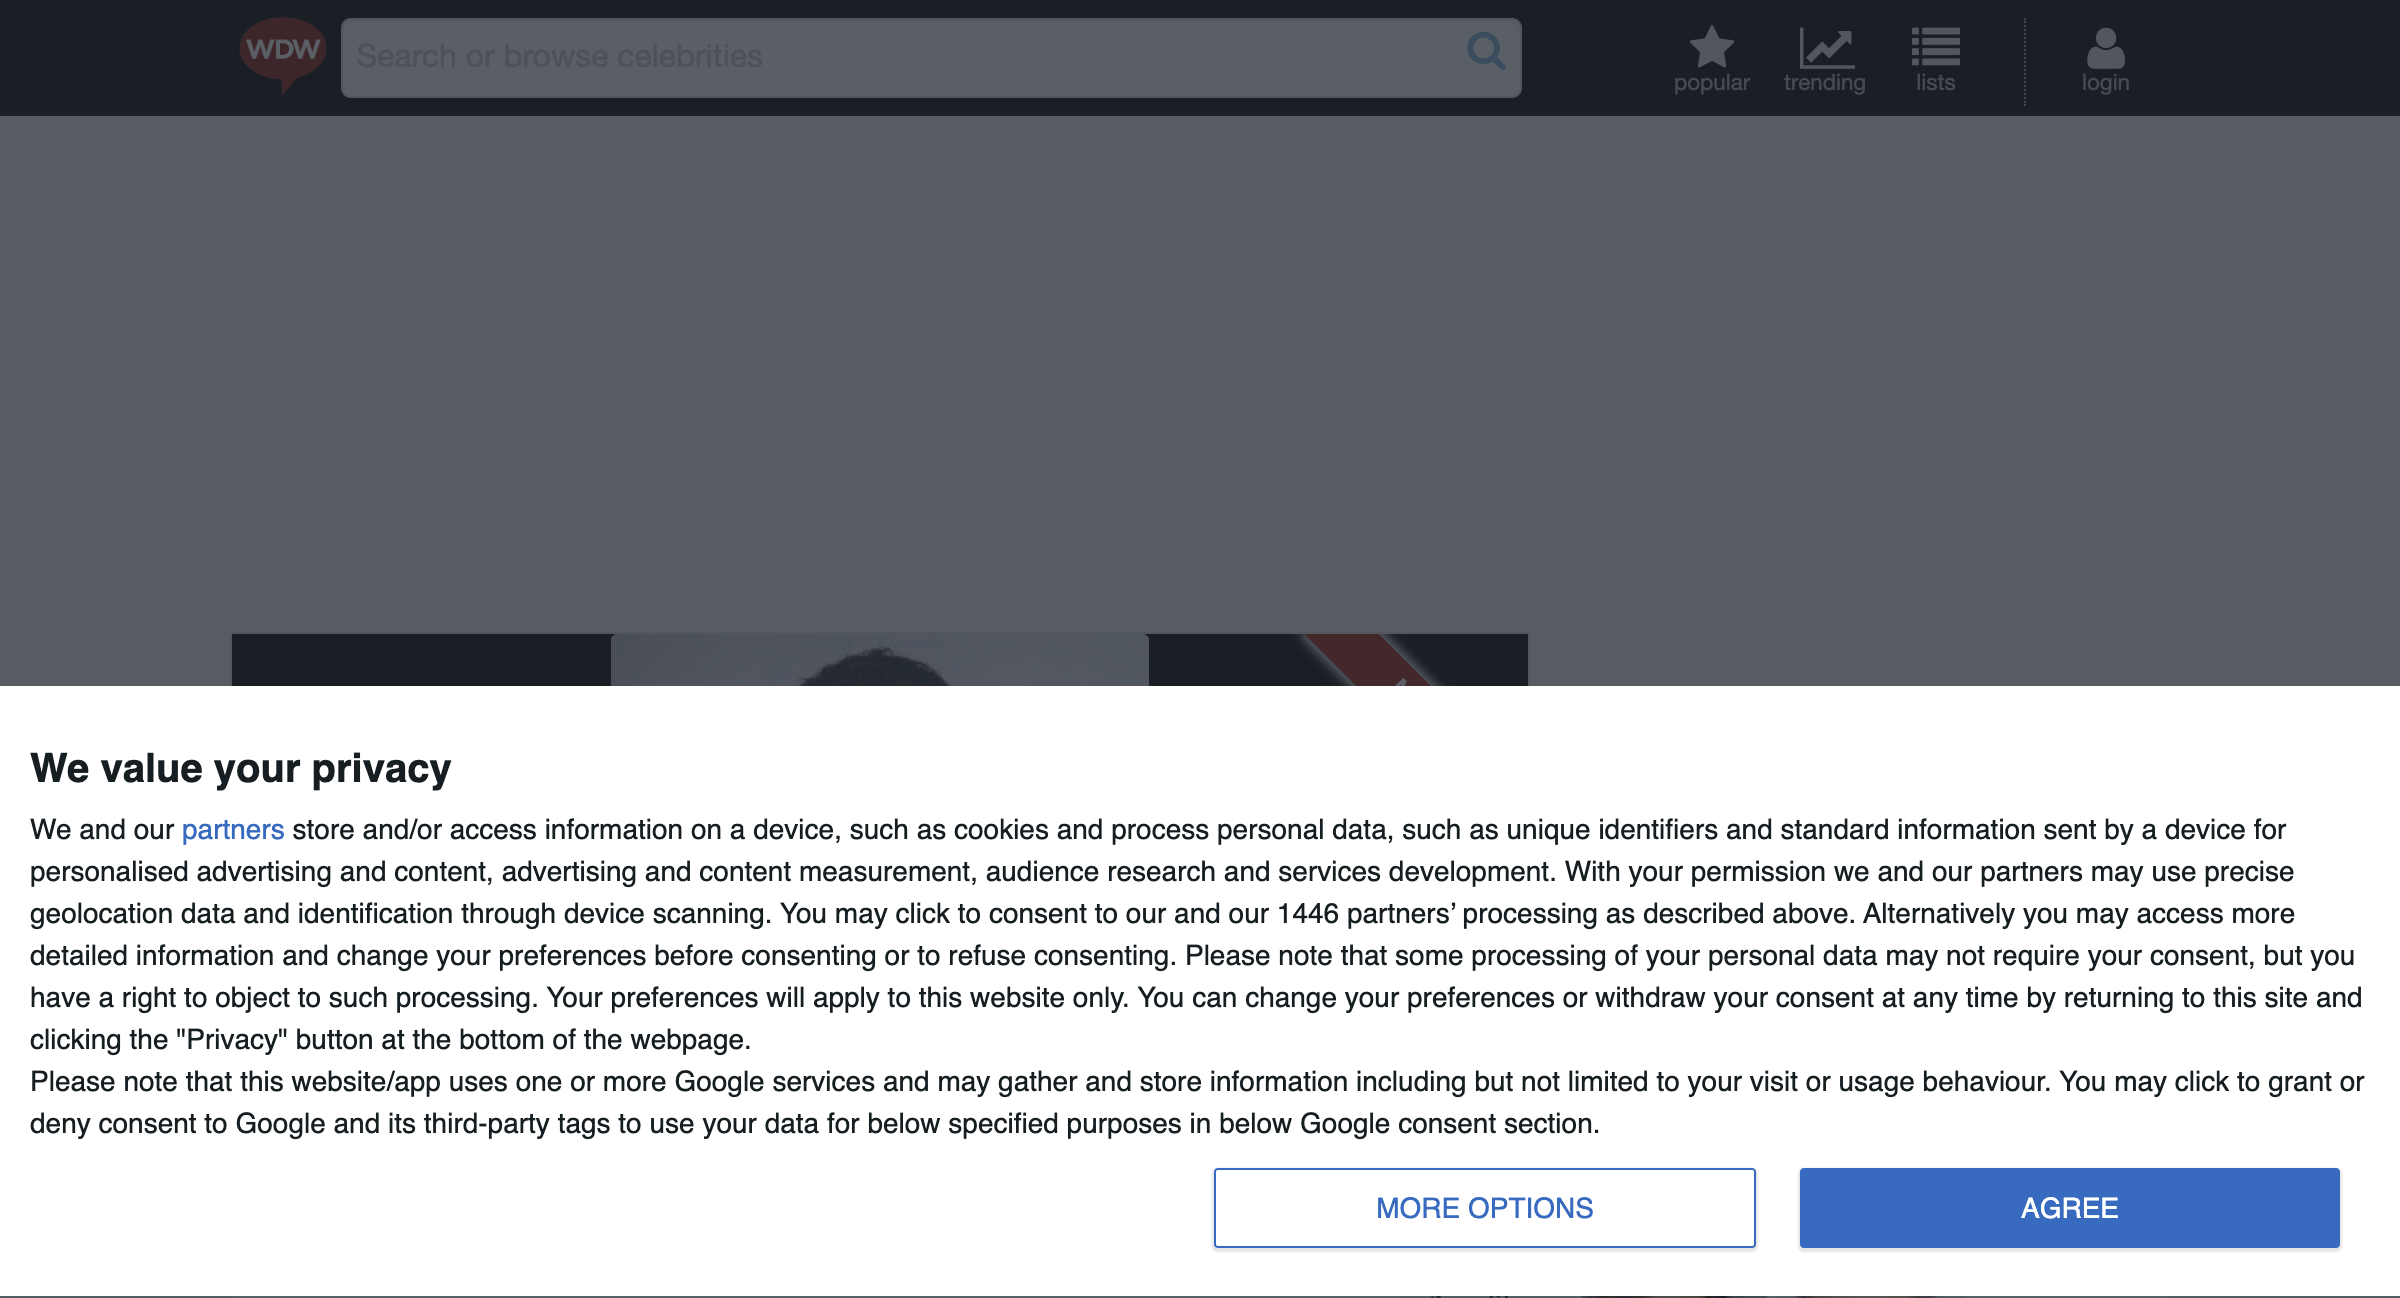 WDW
Search or browse celebrities
popular
trending
lists
login
We value your privacy
We and our partners store and/or access information on a device, such as cookies and process personal data, such as unique identifiers and standard information sent by a device for
personalised advertising and content, advertising and content measurement, audience research and services development. With your permission we and our partners may use precise
geolocation data and identification through device scanning. You may click to consent to our and our 1446 partners’ processing as described above. Alternatively you may access more
detailed information and change your preferences before consenting or to refuse consenting. Please note that some processing of your personal data may not require your consent, but you
have a right to object to such processing. Your preferences will apply to this website only. You can change your preferences or withdraw your consent at any time by returning to this site and
clicking the "Privacy" button at the bottom of the webpage.
Please note that this website/app uses one or more Google services and may gather and store information including but not limited to your visit or usage behaviour. You may click to grant or
deny consent to Google and its third-party tags to use your data for below specified purposes in below Google consent section.
MORE OPTIONS
AGREE